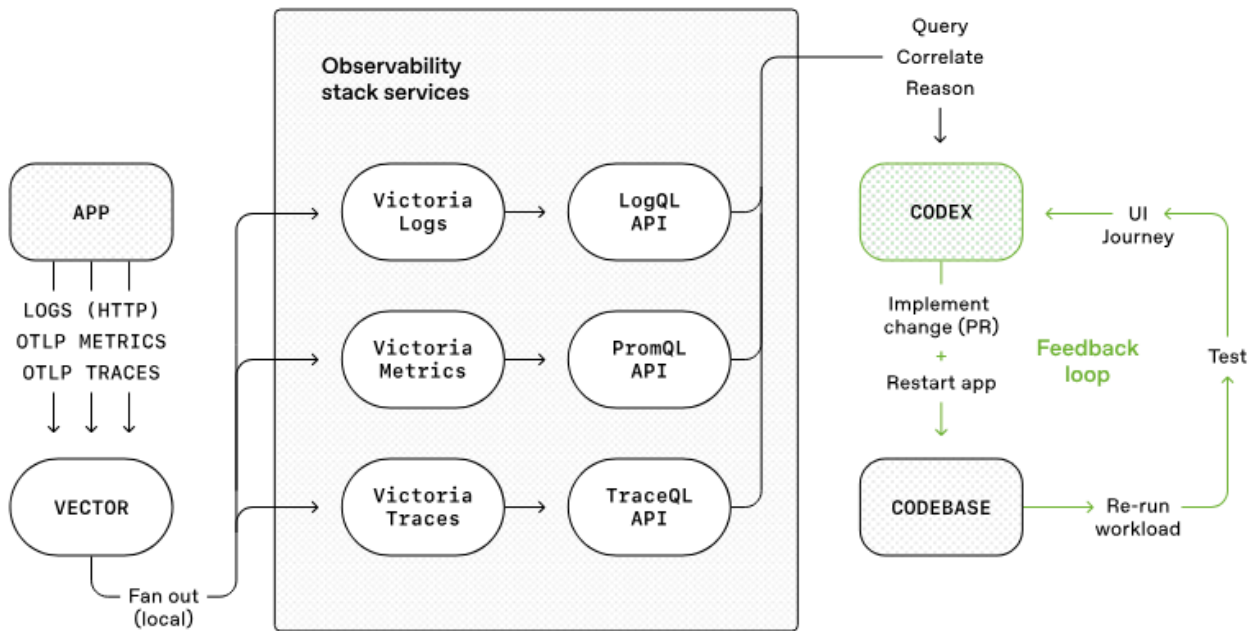 Observability
stack services
APP
LOGS (HTTP)
OTLP METRICS
OTLP TRACES
VECTOR
Fan out
(local)
Victoria
Logs
LogQL
API
Victoria
Metrics
PromQL
API
Victoria
Traces
TraceQL
API
Query
Correlate
Reason
CODEX
UI
Journey
Implement
change (PR)
+
Restart app
Feedback
loop
Test
CODEBASE
Re-run
workload